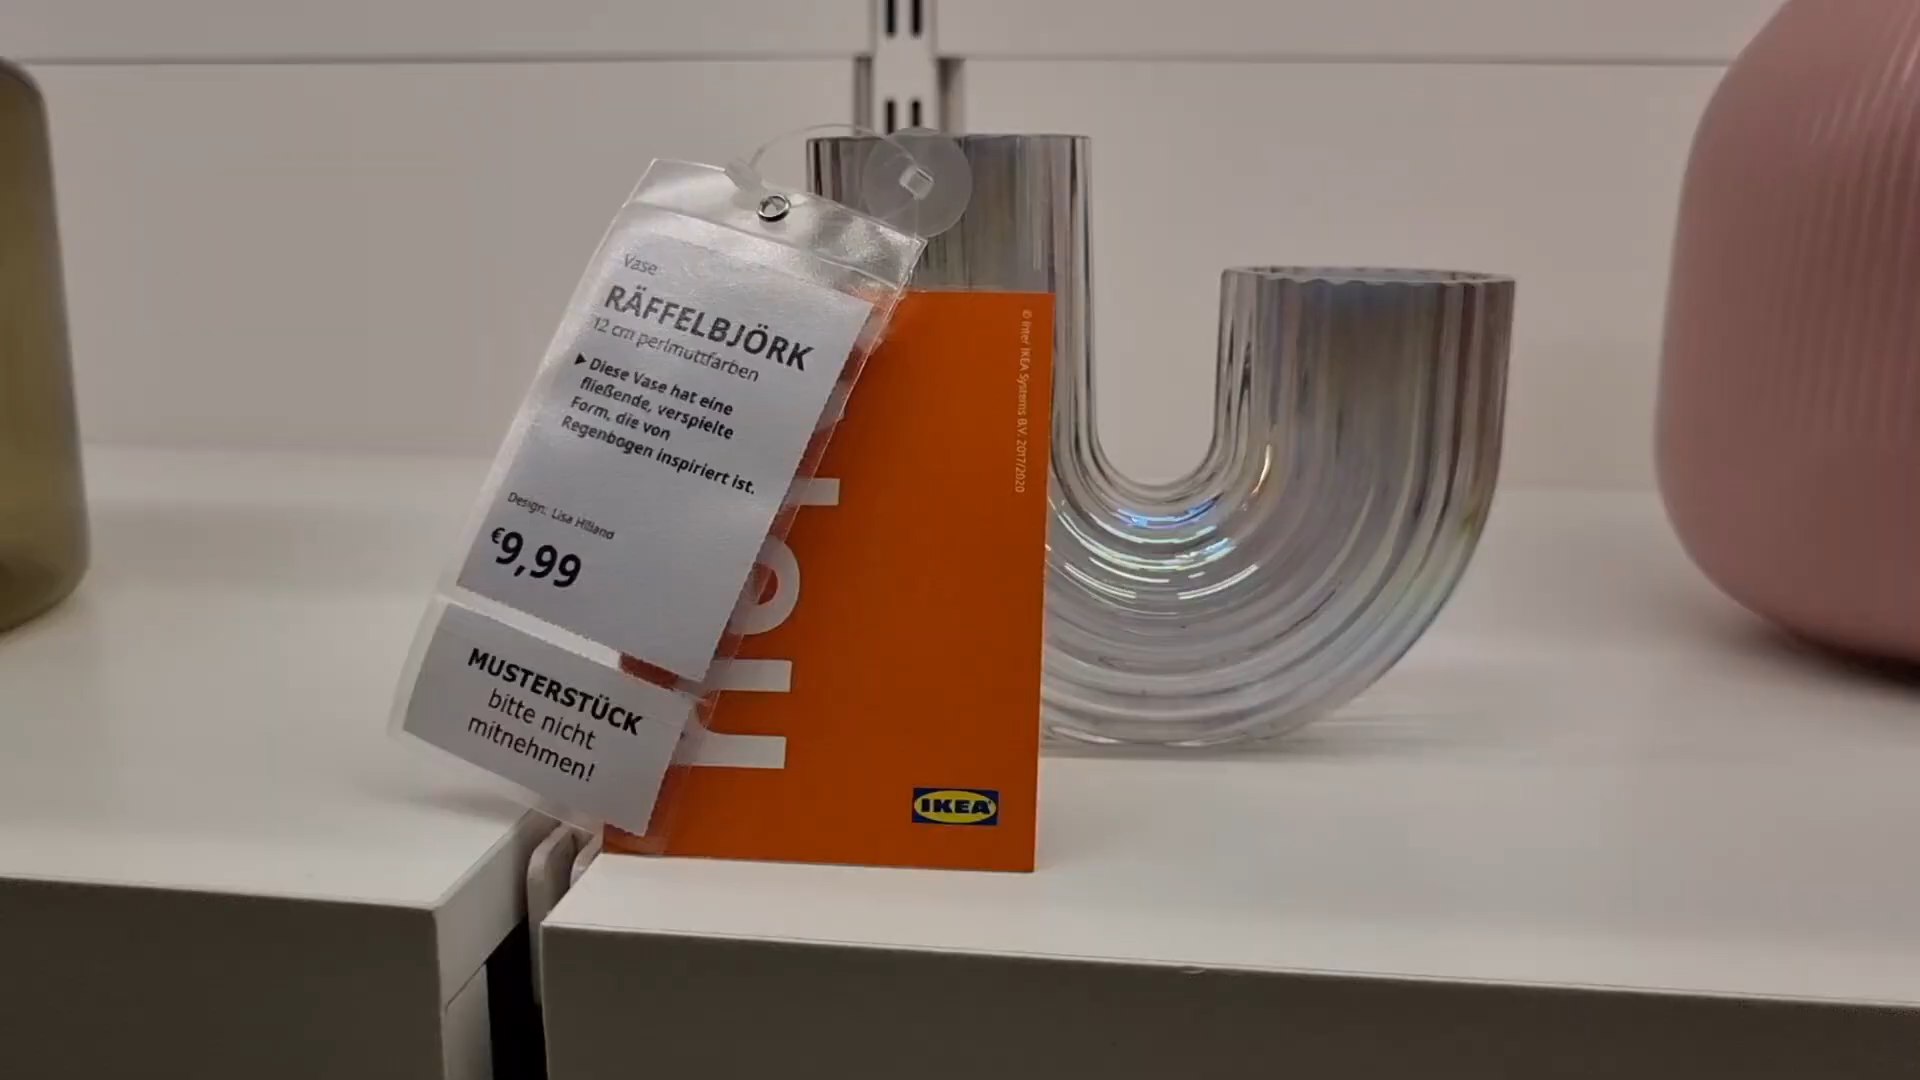 Vase
RÄFFELBJÖRK
12 cm perlmuttfarben
▶ Diese Vase hat eine
fließende, verspielte
Form, die von
Regenbogen inspiriert ist.
Design: Lisa Hilland
€9,99
MUSTERSTÜCK
bitte nicht
mitnehmen!
© Inter IKEA Systems B.V. 2017/2020
IKEA